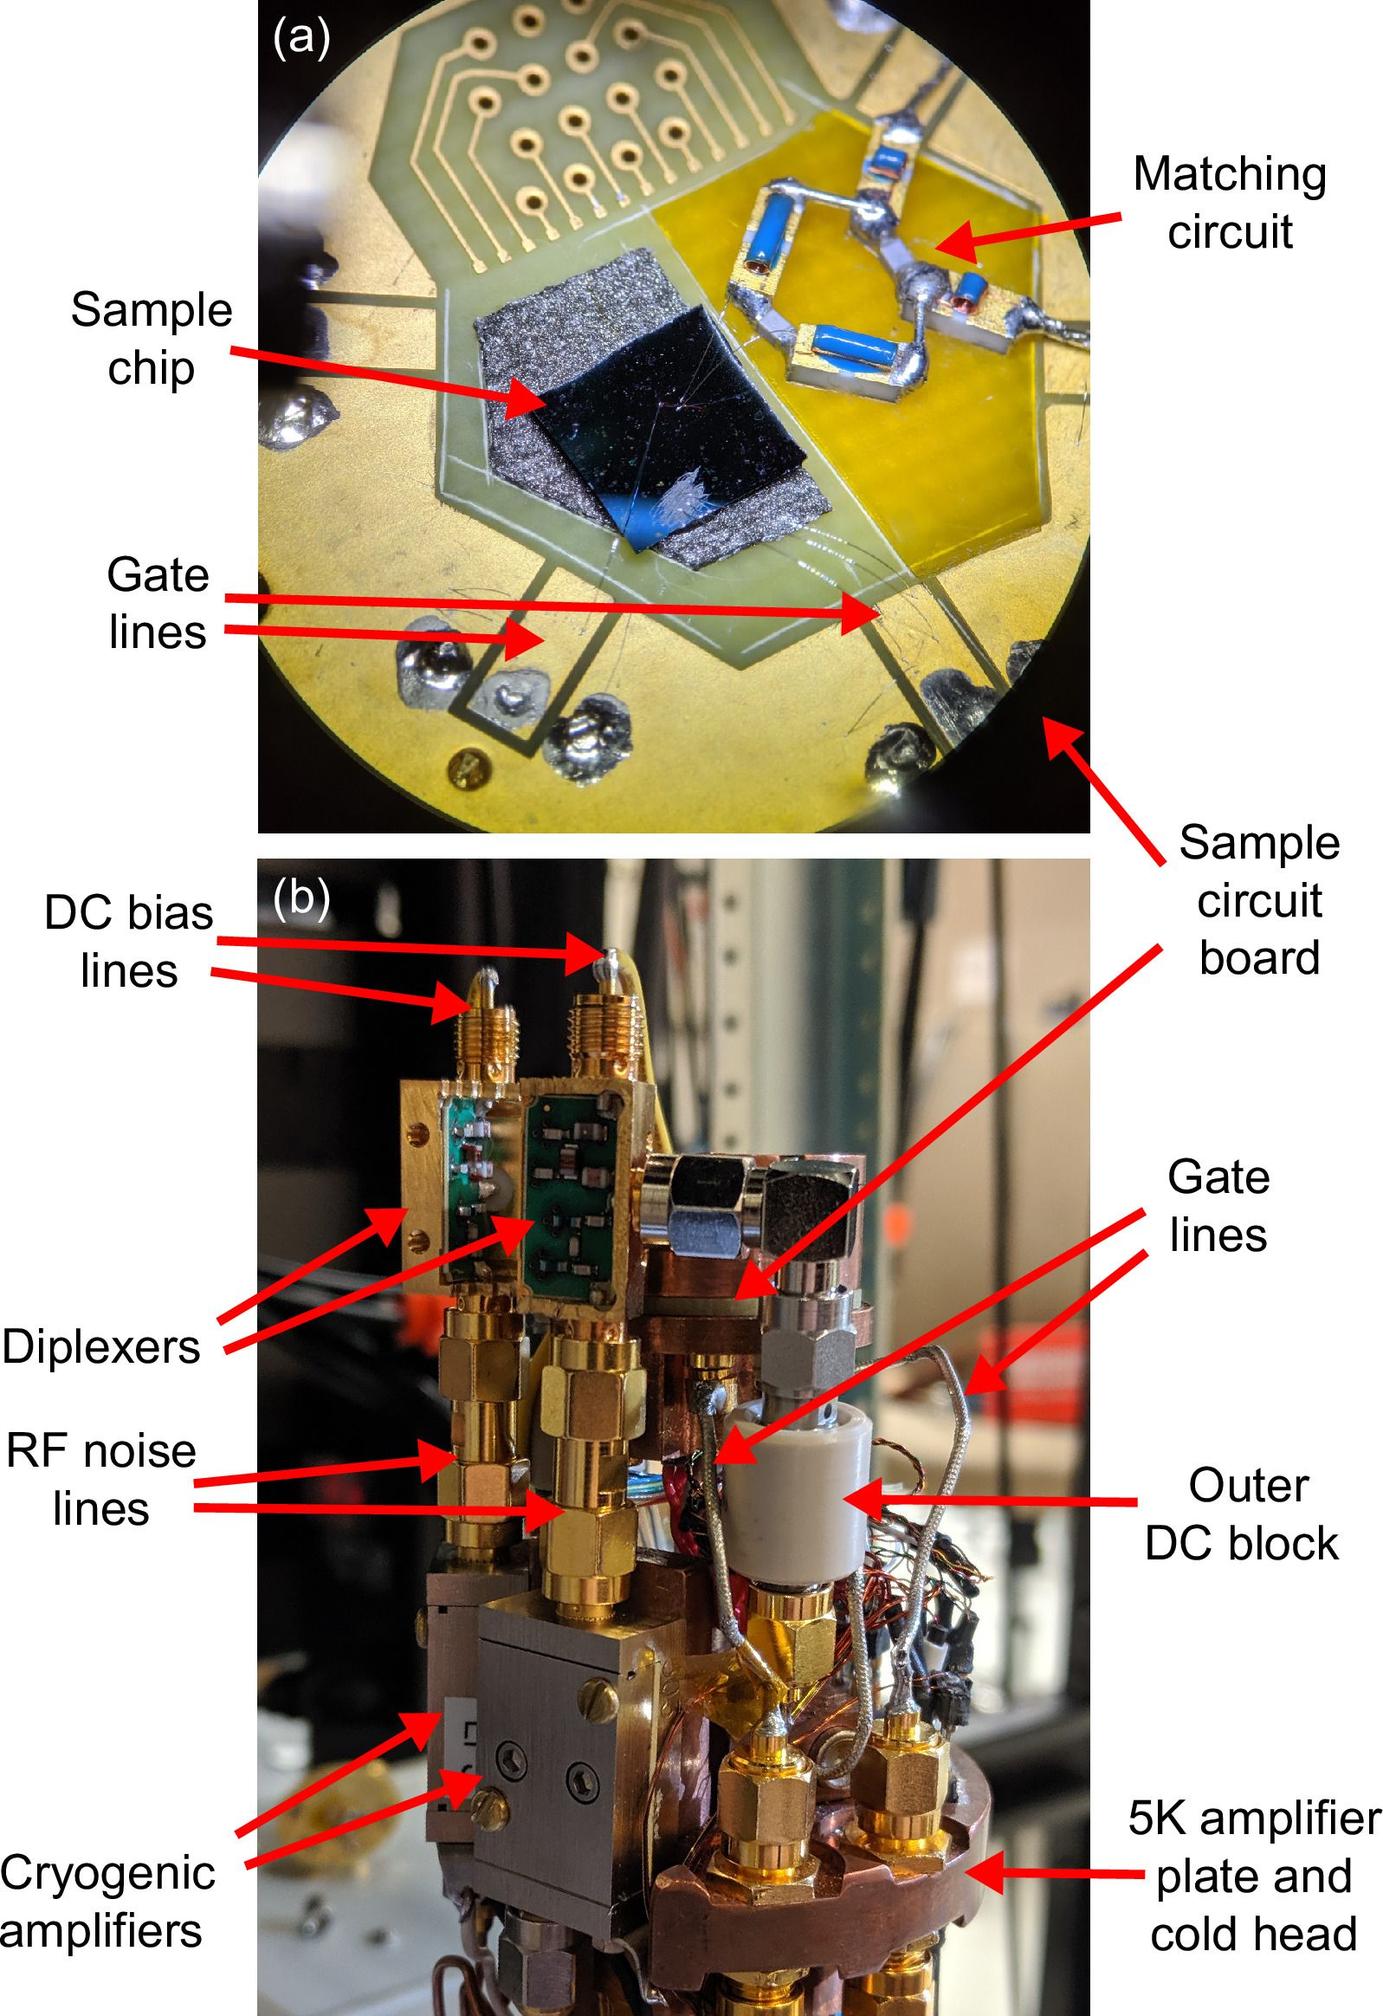 (a)
Matching
circuit
Sample
chip
Gate
lines
Sample
circuit
board
(b)
DC bias
lines
Gate
lines
Diplexers
RF noise
lines
Outer
DC block
Cryogenic
amplifiers
5K amplifier
plate and
cold head